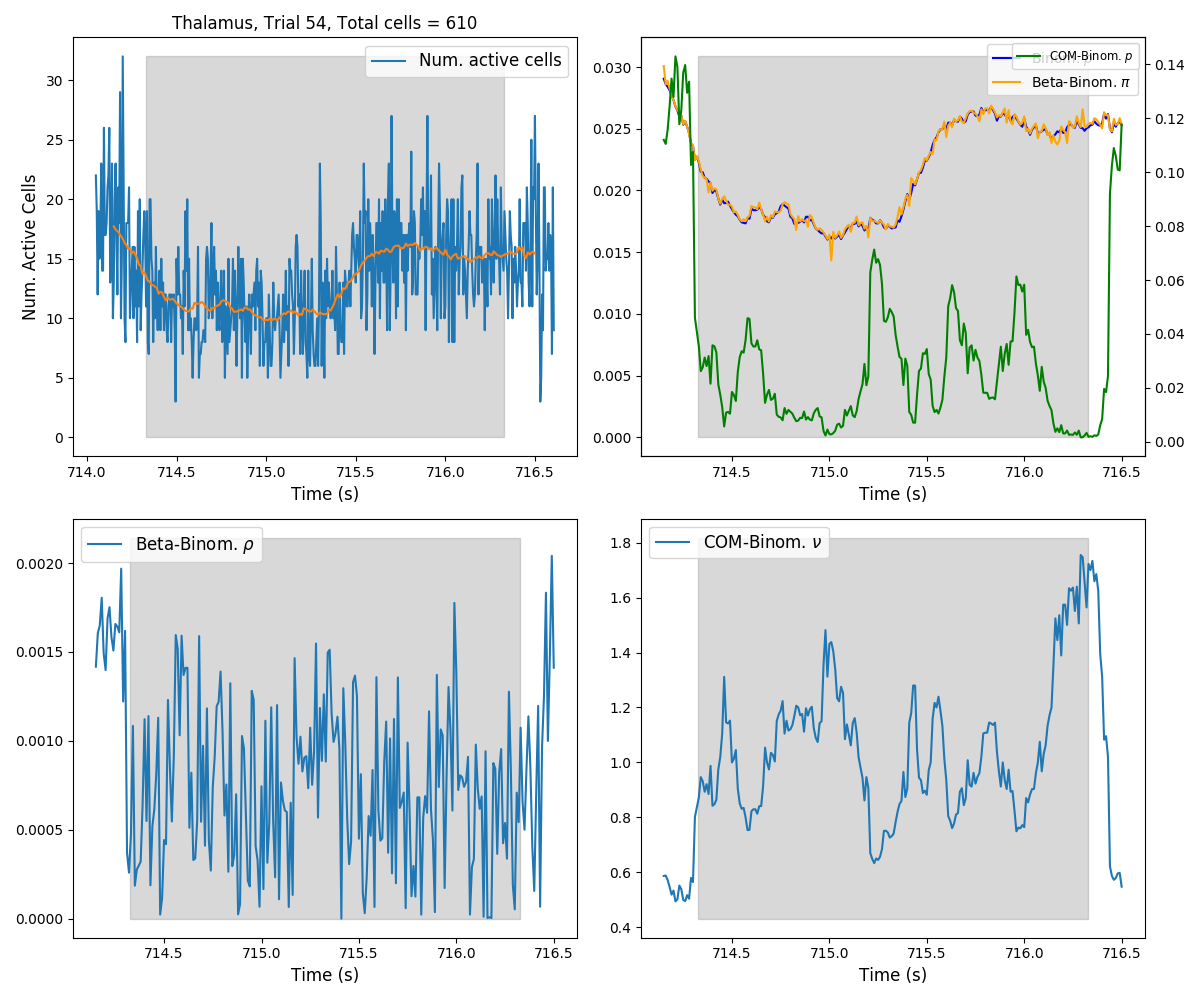 Thalamus, Trial 54, Total cells = 610
Num. active cells
Num. Active Cells
30
25
20
15
10
5
0
714.0 714.5 715.0 715.5 716.0 716.5
Time (s)
COM-Binom. p
Beta-Binom. π
0.030
0.025
0.020
0.015
0.010
0.005
0.000
0.14
0.12
0.10
0.08
0.06
0.04
0.02
0.00
714.5 715.0 715.5 716.0 716.5
Time (s)
Beta-Binom. ρ
0.0020
0.0015
0.0010
0.0005
0.0000
714.5 715.0 715.5 716.0 716.5
Time (s)
COM-Binom. ν
1.8
1.6
1.4
1.2
1.0
0.8
0.6
0.4
714.5 715.0 715.5 716.0 716.5
Time (s)